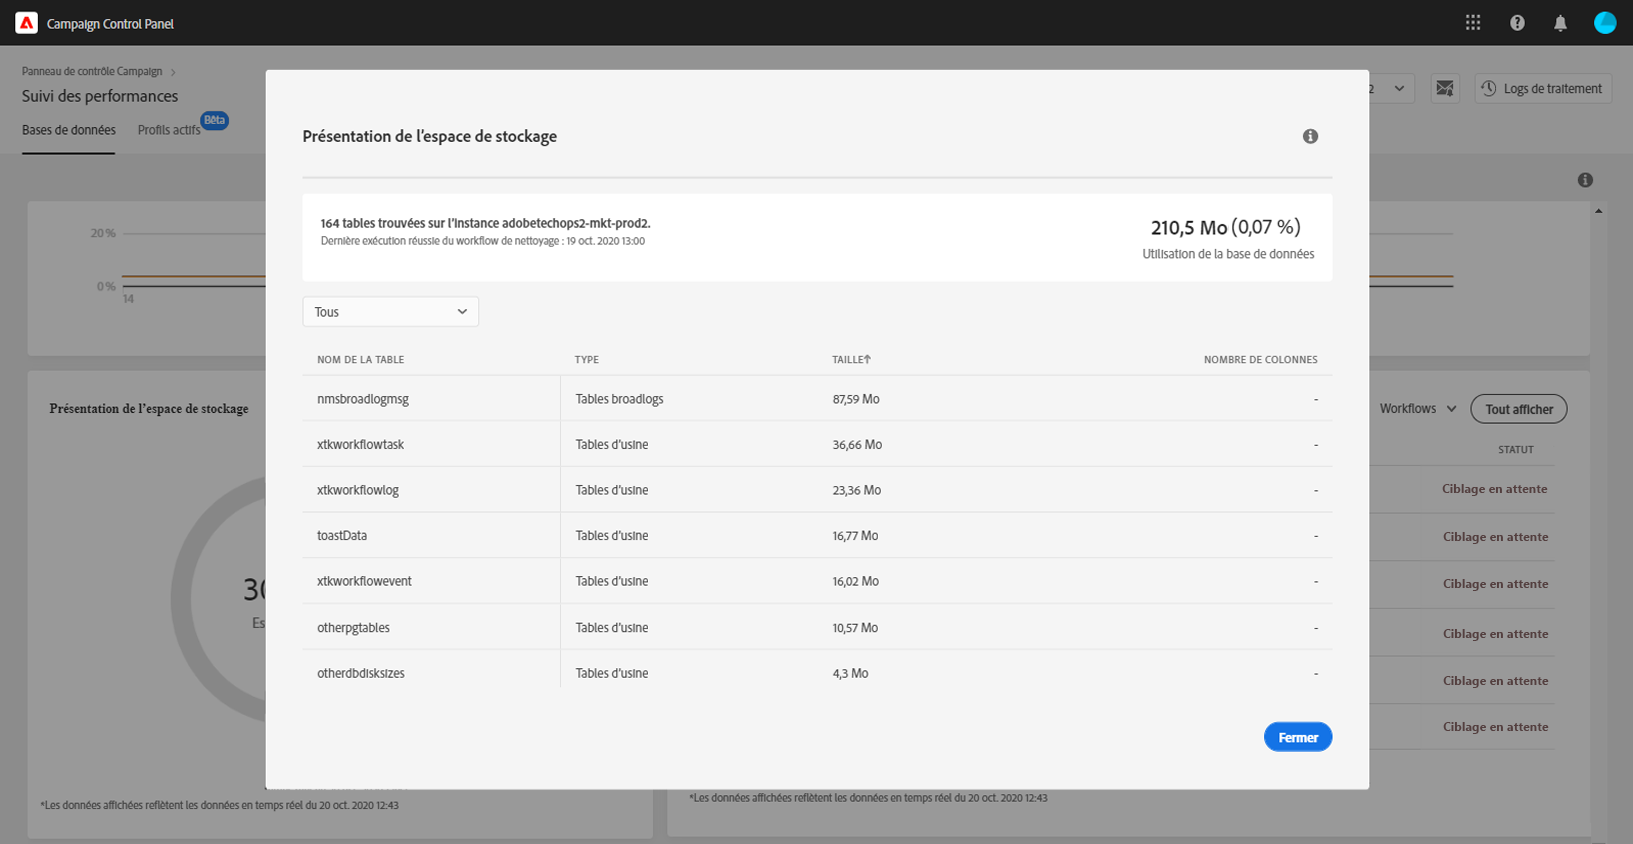 Campaign Control Panel
Panneau de contrôle Campaign
Suivi des performances
Bases de données
Profils actifs
Bêta
2
Logs de traitement
Présentation de l'espace de stockage
164 tables trouvées sur l'instance adobetechops2-mkt-prod2.
Dernière exécution réussie du workflow de nettoyage : 19 oct. 2020 13:00
210,5 Mo (0,07 %)
Utilisation de la base de données
Tous
NOM DE LA TABLE TYPE TAILLE↑ NOMBRE DE COLONNES
nmsbroadlogmsg Tables broadlogs 87,59 Mo -
xtkworkflowtask Tables d'usine 36,66 Mo -
xtkworkflowlog Tables d'usine 23,36 Mo -
toastData Tables d'usine 16,77 Mo -
xtkworkflowevent Tables d'usine 16,02 Mo -
otherpgtables Tables d'usine 10,57 Mo -
otherdbdisksizes Tables d'usine 4,3 Mo -
Fermer
20 %
0 %
14
Présentation de l'espace de stockage
30
Es
*Les données affichées reflètent les données en temps réel du 20 oct. 2020 12:43
Workflows
Tout afficher
STATUT
Ciblage en attente
Ciblage en attente
Ciblage en attente
Ciblage en attente
Ciblage en attente
Ciblage en attente
*Les données affichées reflètent les données en temps réel du 20 oct. 2020 12:43